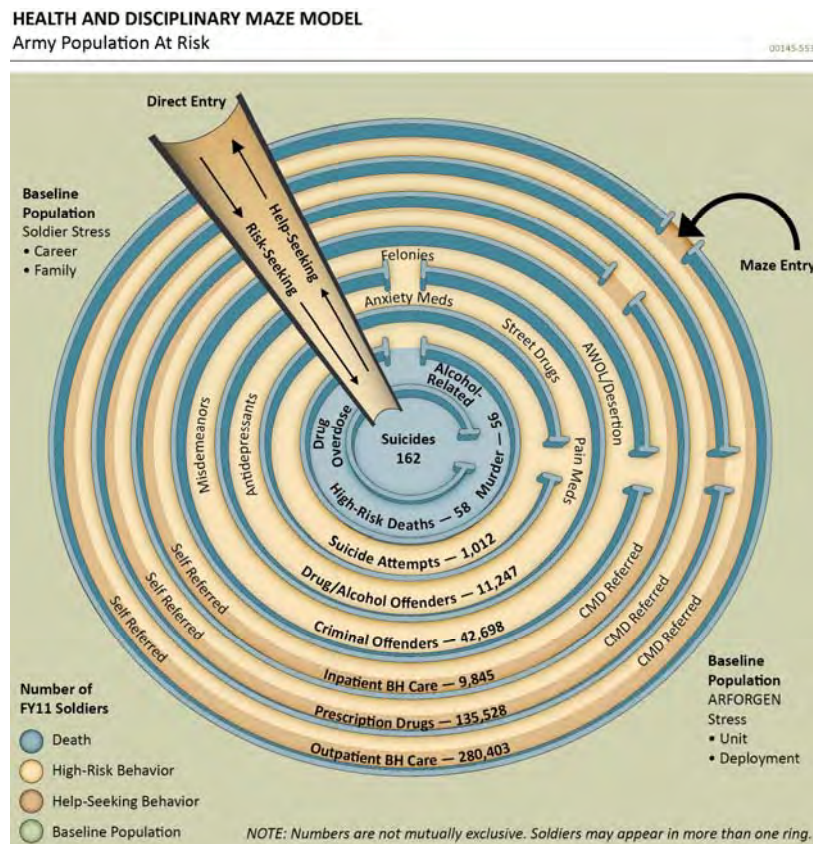 HEALTH AND DISCIPLINARY MAZE MODEL
Army Population At Risk
Direct Entry
Baseline
Population
Soldier Stress
• Career
• Family
Maze Entry
Risk-Seeking
Help-Seeking
Felonies
Anxiety Meds
Street Drugs
AWOL/Desertion
Misdemeanors
Antidepressants
Pain Meds
Drug
Overdose
Alcohol-
Related
Murder — 56
Suicides
162
High-Risk Deaths — 58
Suicide Attempts — 1,012
Drug/Alcohol Offenders — 11,247
Criminal Offenders — 42,698
Self Referred
Self Referred
Self Referred
CMD Referred
CMD Referred
CMD Referred
Inpatient BH Care — 9,845
Prescription Drugs — 135,528
Outpatient BH Care — 280,403
Baseline
Population
ARFORGEN
Stress
• Unit
• Deployment
Number of
FY11 Soldiers
Death
High-Risk Behavior
Help-Seeking Behavior
Baseline Population
NOTE: Numbers are not mutually exclusive. Soldiers may appear in more than one ring.